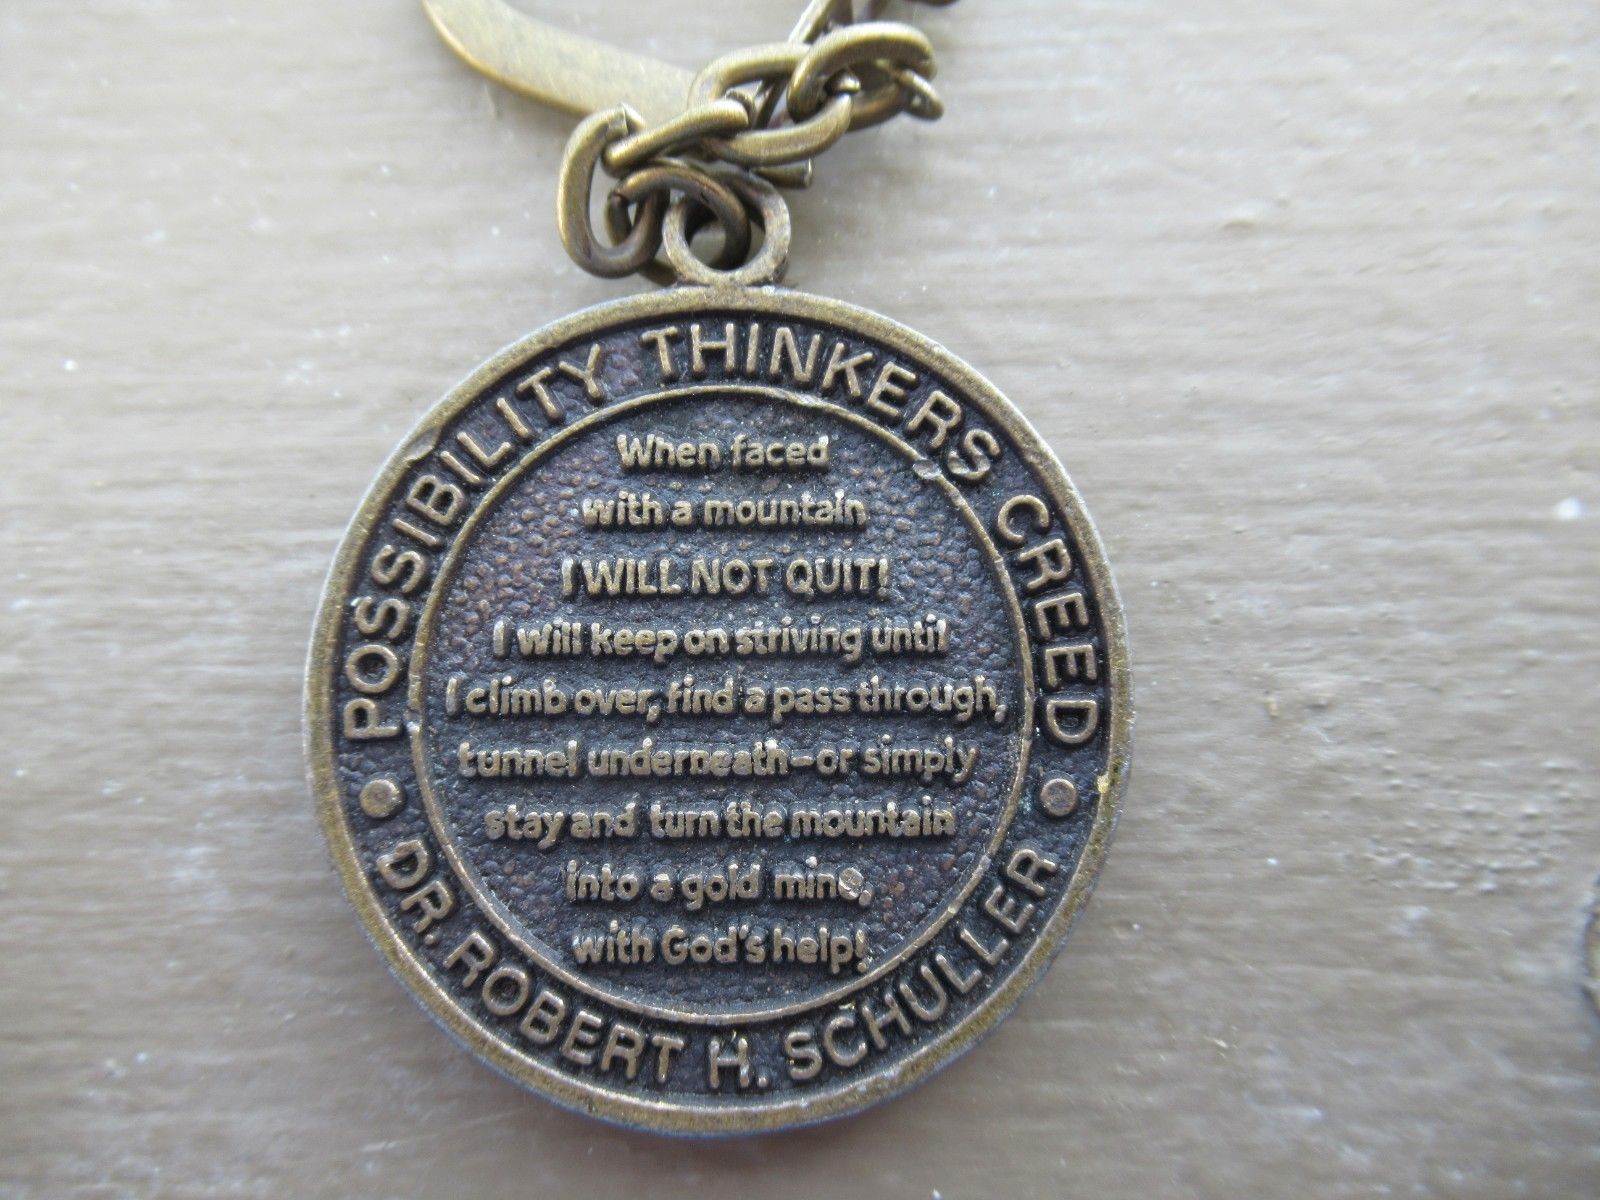 POSSIBILITY THINKERS CREED
When faced
with a mountain
I WILL NOT QUIT!
I will keep on striving until
I climb over, find a pass through,
tunnel underneath-or simply
stay and turn the mountain
into a gold mine,
with God's help!
DR. ROBERT H. SCHULLER